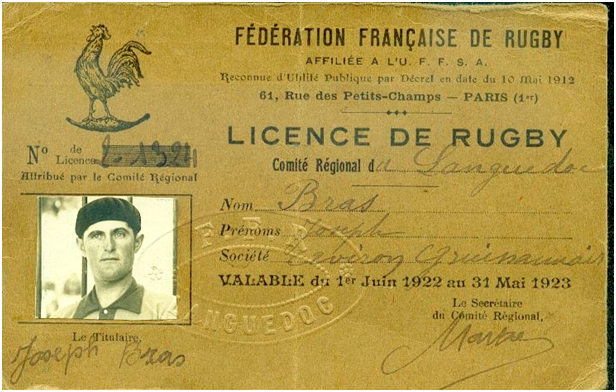 FÉDÉRATION FRANÇAISE DE RUGBY
AFFILIÉE A L'U. F. F. S. A.
Reconnue d'Utilité Publique par Décret en date du 10 Mai 1912
61, Rue des Petits-Champs — PARIS (1er)
LICENCE DE RUGBY
Comité Régional du Languedoc
No de Licence
Attribué par le Comité Régional
Nom Bras
Prénoms Joseph
Société
VALABLE du 1er Juin 1922 au 31 Mai 1923
Le Secrétaire
du Comité Régional,
LANGUEDOC
Le Titulaire,
Joseph Bras